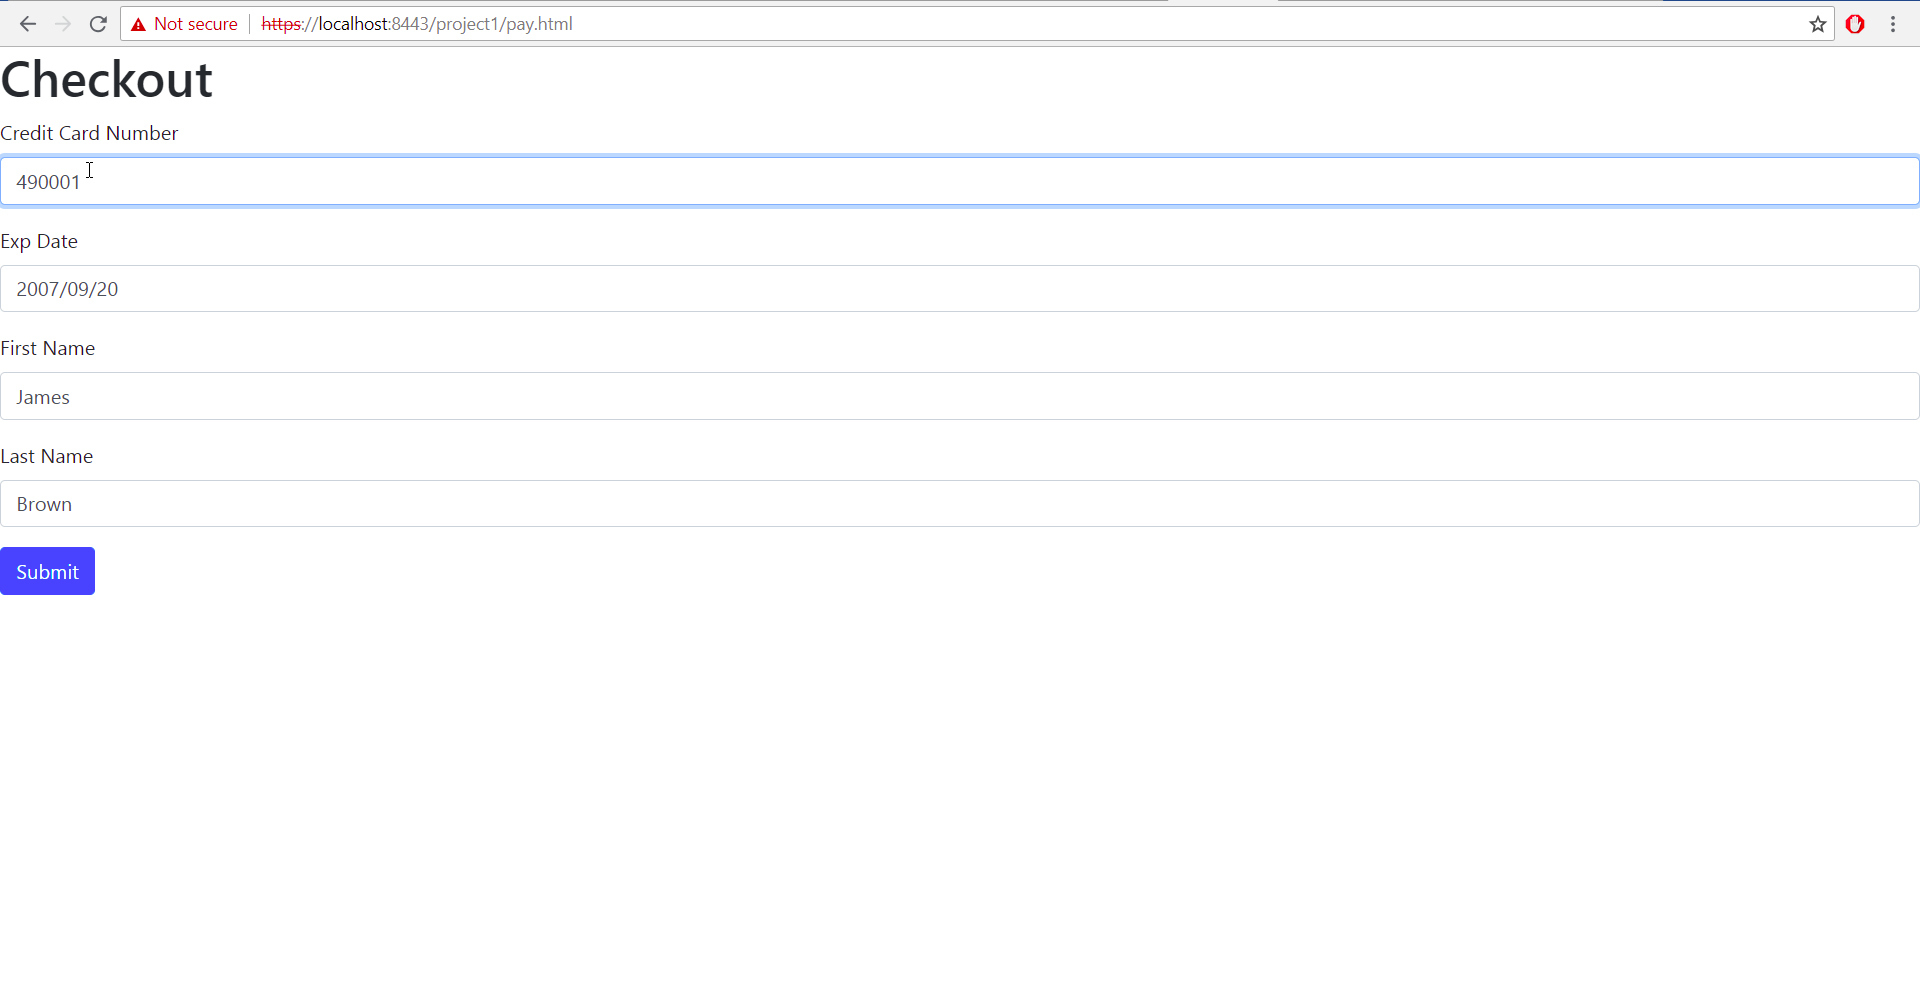 Not secure https://localhost:8443/project1/pay.html
Checkout
Credit Card Number
490001
Exp Date
2007/09/20
First Name
James
Last Name
Brown
Submit